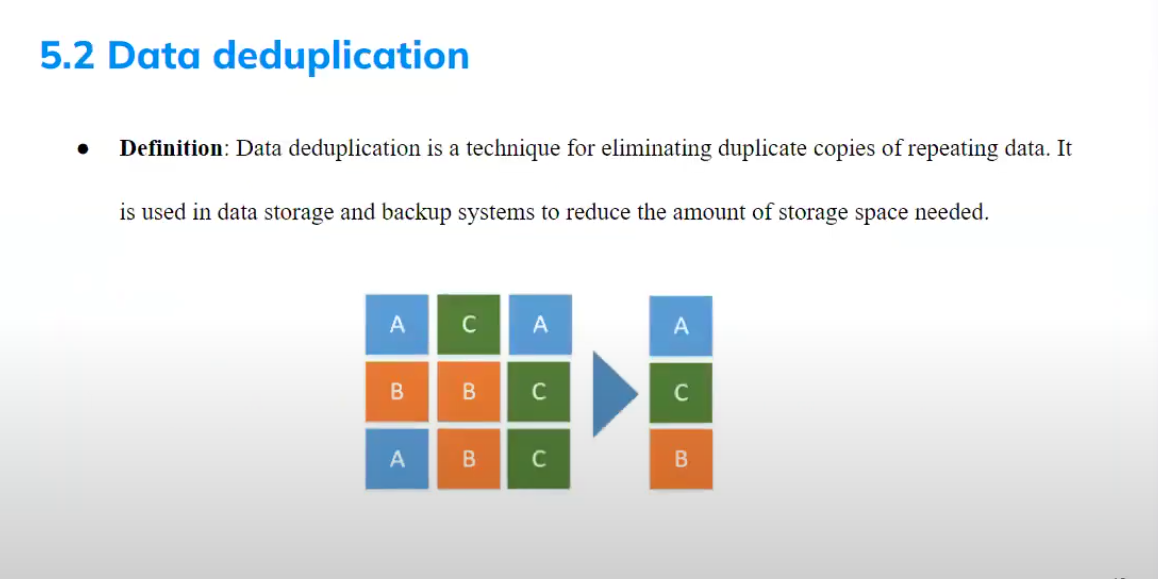 5.2 Data deduplication
● Definition: Data deduplication is a technique for eliminating duplicate copies of repeating data. It
is used in data storage and backup systems to reduce the amount of storage space needed.
A C A A
B B C C
A B C B